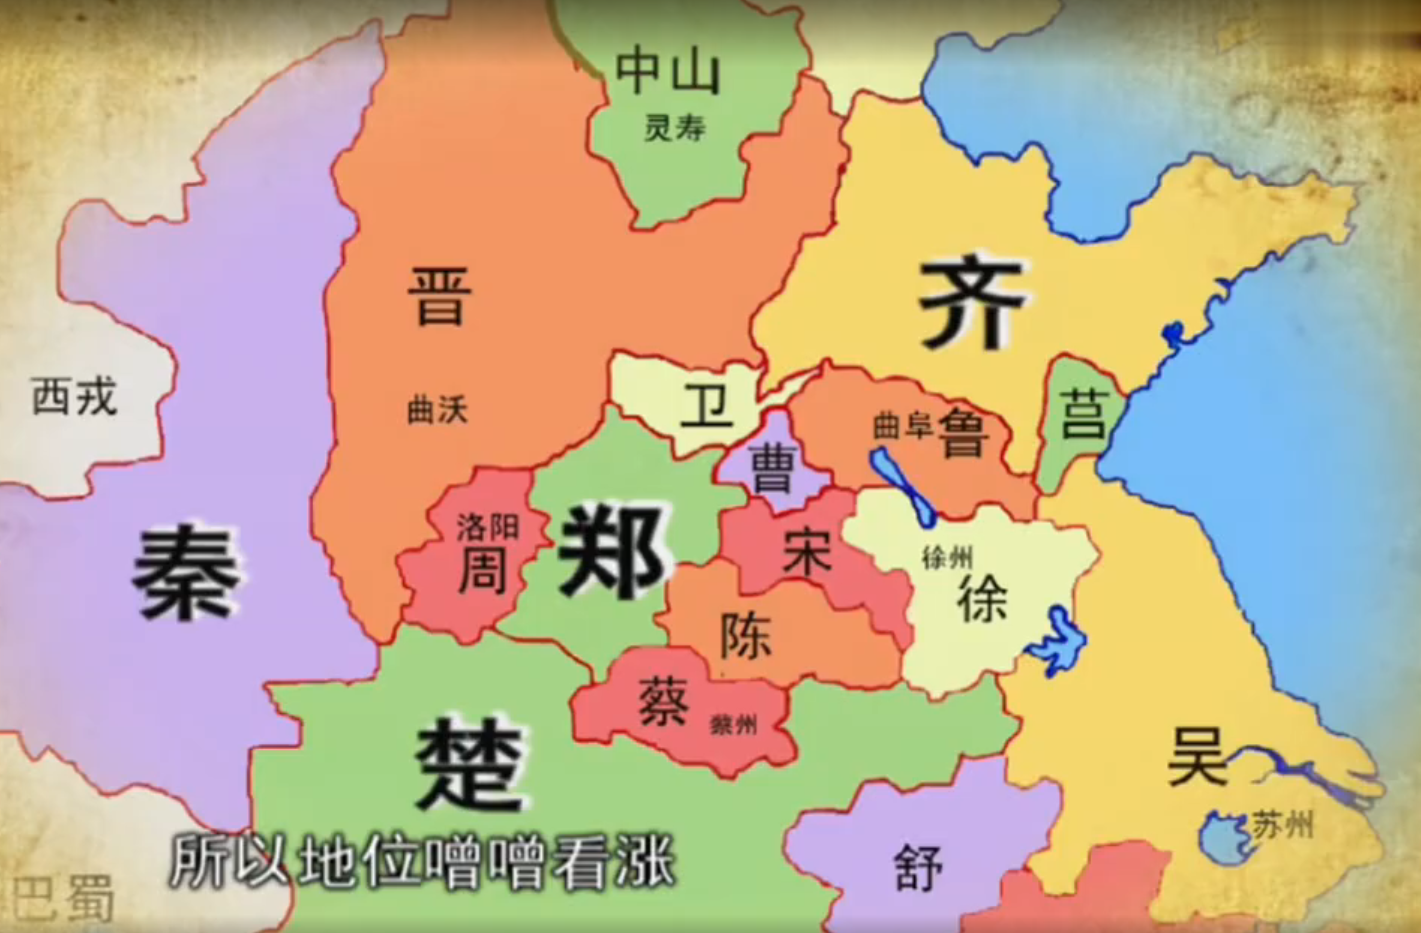 中山
灵寿
晋
齐
西戎
曲沃
卫
曲阜鲁
莒
曹
洛阳
周
郑
宋
秦
徐州
徐
陈
蔡
蔡州
楚
吴
苏州
舒
所以地位噌噌看涨
巴蜀